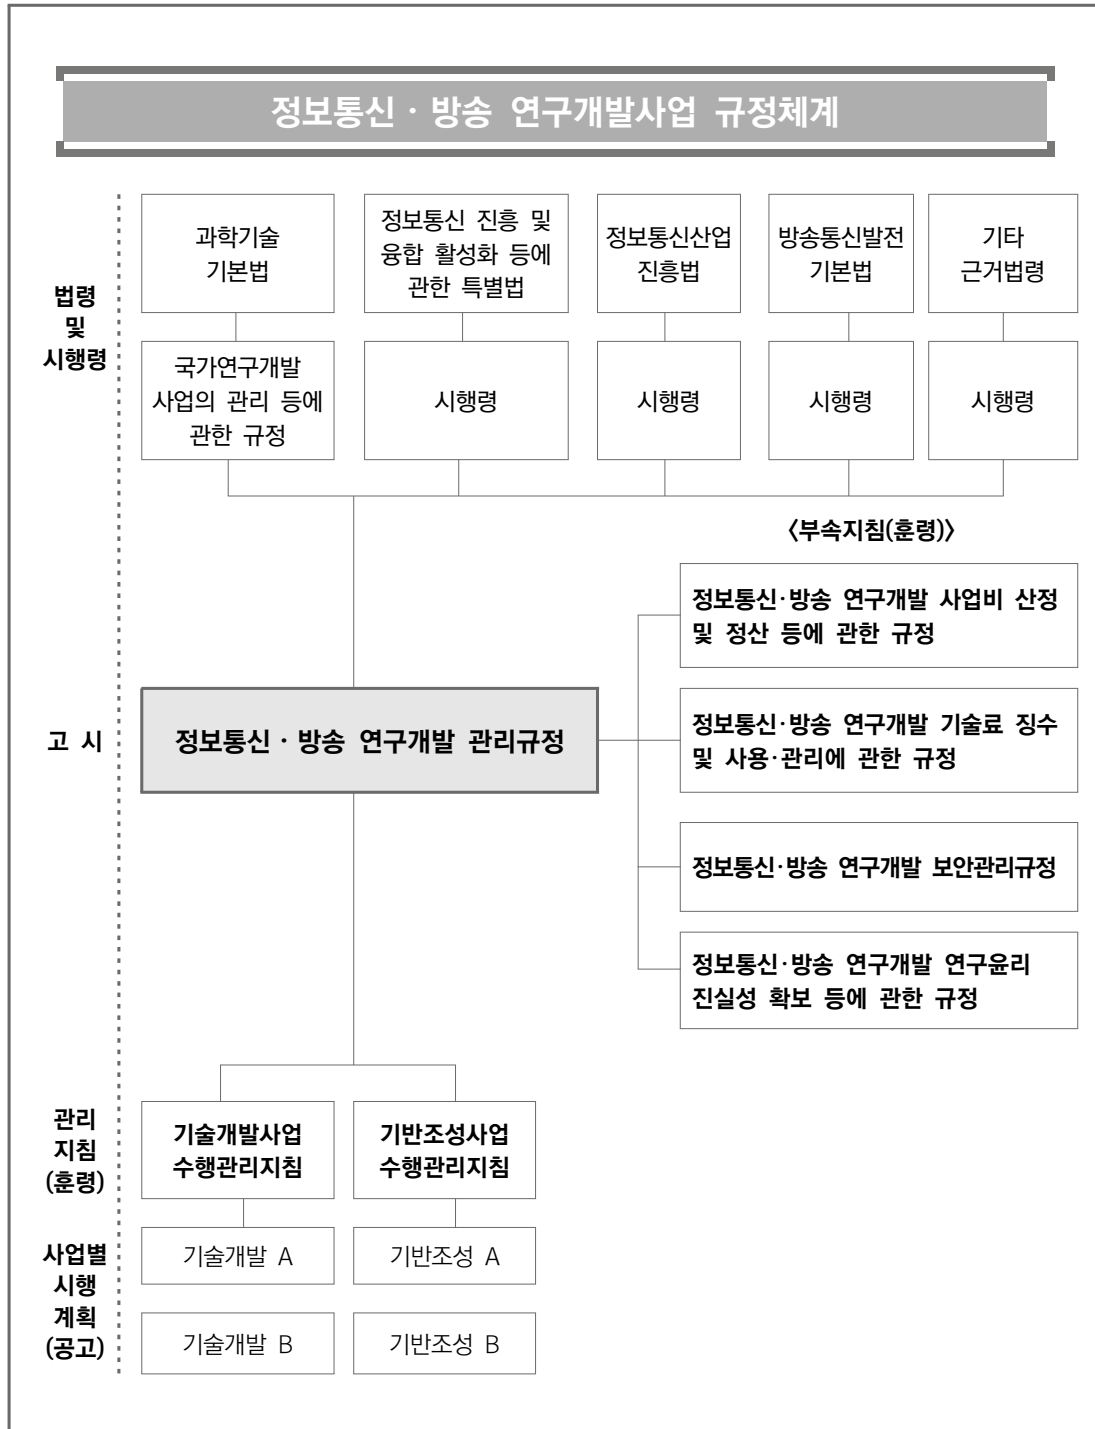 정보통신 · 방송 연구개발사업 규정체계
법령
및
시행령
과학기술
기본법
정보통신 진흥 및
융합 활성화 등에
관한 특별법
정보통신산업
진흥법
방송통신발전
기본법
기타
근거법령
국가연구개발
사업의 관리 등에
관한 규정
시행령
시행령
시행령
시행령
〈부속지침(훈령)〉
정보통신·방송 연구개발 사업비 산정
및 정산 등에 관한 규정
고 시
정보통신 · 방송 연구개발 관리규정
정보통신·방송 연구개발 기술료 징수
및 사용·관리에 관한 규정
정보통신·방송 연구개발 보안관리규정
정보통신·방송 연구개발 연구윤리
진실성 확보 등에 관한 규정
관리
지침
(훈령)
기술개발사업
수행관리지침
기반조성사업
수행관리지침
사업별
시행
계획
(공고)
기술개발 A
기반조성 A
기술개발 B
기반조성 B